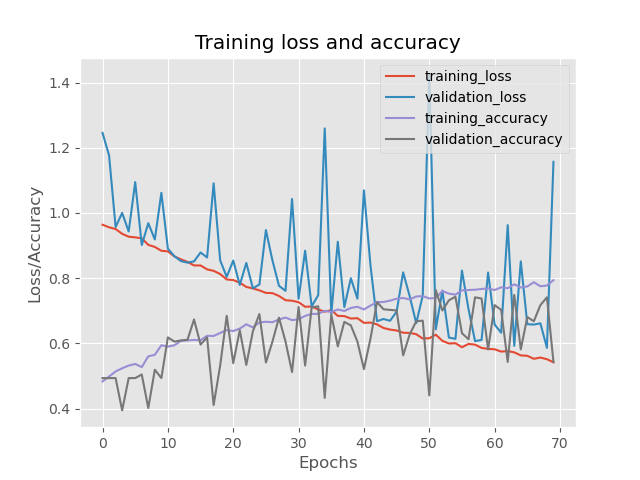 Training loss and accuracy
training_loss
validation_loss
training_accuracy
validation_accuracy
Loss/Accuracy
1.4
1.2
1.0
0.8
0.6
0.4
0 10 20 30 40 50 60 70
Epochs